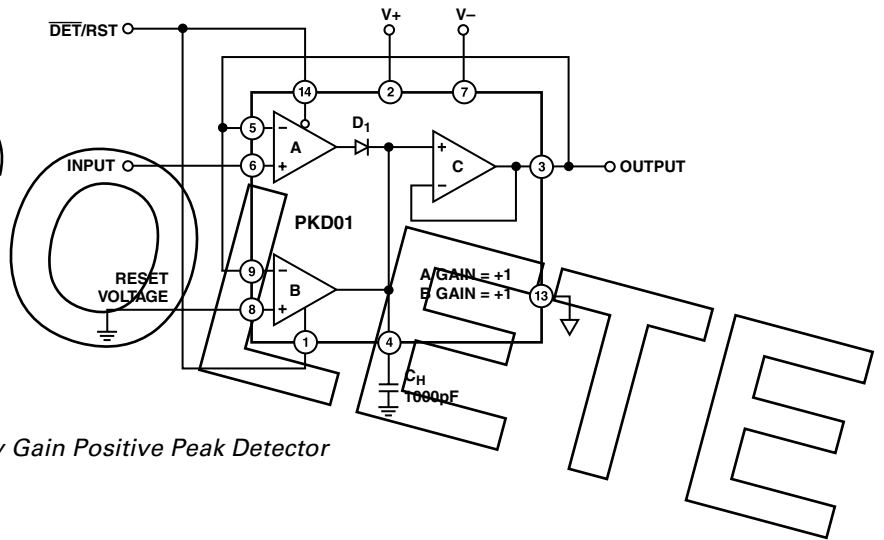 DET/RST
V+
V–
14
2
7
5
–
A
D1
+
C
3
OUTPUT
INPUT
6
+
–
PKD01
9
–
RESET
VOLTAGE
B
A GAIN = +1
B GAIN = +1
13
8
+
1
4
CH
1000pF
Gain Positive Peak Detector
OLETE